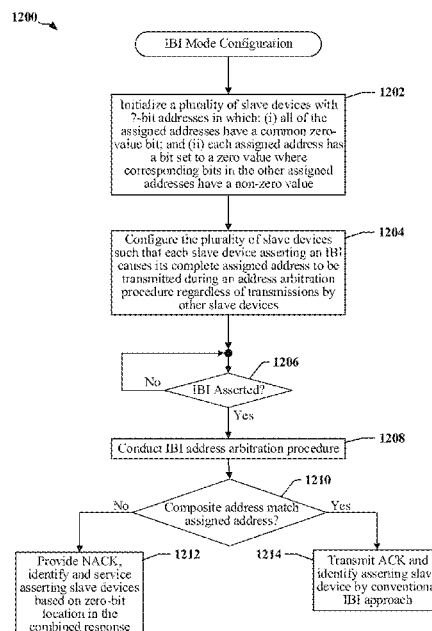 1200
IBI Mode Configuration
1202
Initialize a plurality of slave devices with
7-bit addresses in which: (i) all of the
assigned addresses have a common zero-
value bit; and (ii) each assigned address has
a bit set to a zero value where
corresponding bits in the other assigned
addresses have a non-zero value
1204
Configure the plurality of slave devices
such that each slave device asserting an IBI
causes its complete assigned address to be
transmitted during an address arbitration
procedure regardless of transmissions by
other slave devices
1206
No
IBI Asserted?
Yes
1208
Conduct IBI address arbitration procedure
1210
No
Composite address match
assigned address?
Yes
1212
1214
Provide NACK,
identify and service
asserting slave devices
based on zero-bit
location in the
combined response
Transmit ACK and
identify asserting slave
device by conventional
IBI approach